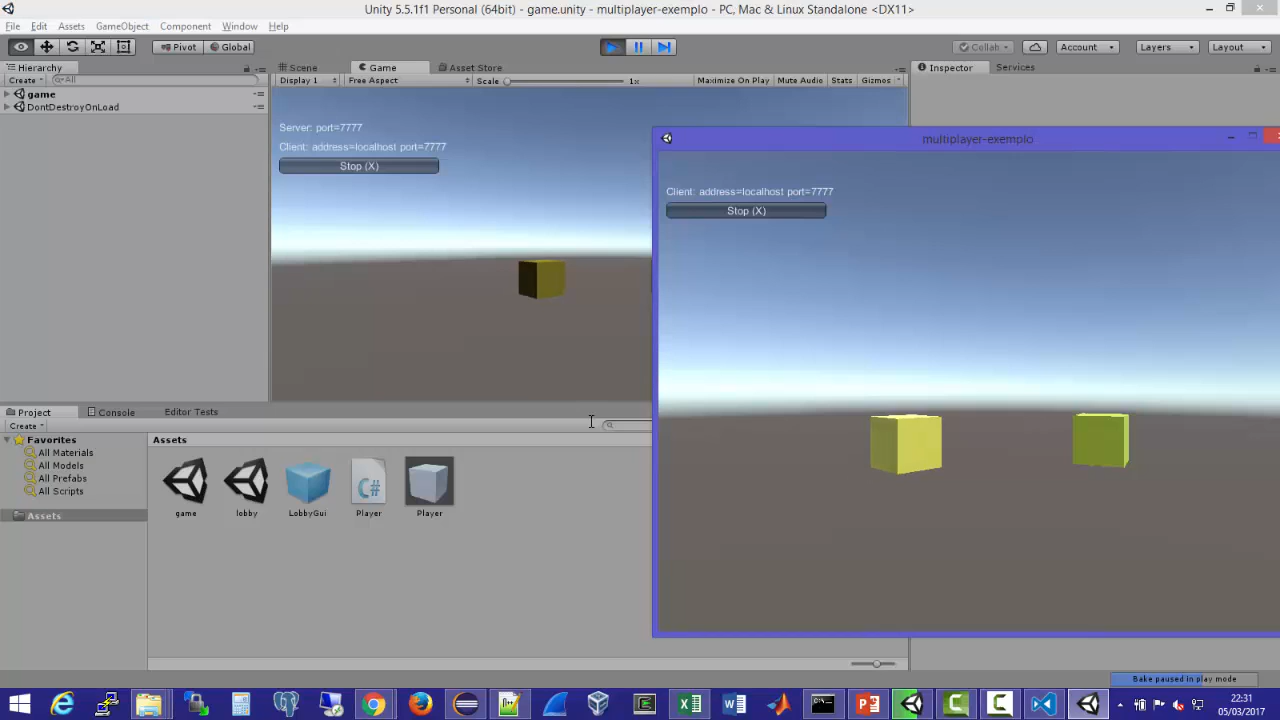 Unity 5.5.1f1 Personal (64bit) - game.unity - multiplayer-exemplo - PC, Mac & Linux Standalone <DX11>
File Edit Assets GameObject Component Window Help
Pivot Global Collab Account Layers Layout
Hierarchy Scene Game Asset Store Inspector Services
Create All Display 1 Free Aspect Scale 1x Maximize On Play Mute Audio Stats Gizmos
game
DontDestroyOnLoad
Server: port=7777
Client: address=localhost port=7777
Stop (X)
multiplayer-exemplo
Client: address=localhost port=7777
Stop (X)
Project Console Editor Tests
Create
Favorites
All Materials
All Models
All Prefabs
All Scripts
Assets
Assets
game lobby LobbyGui Player Player
C#
Bake paused in play mode
22:31
05/03/2017